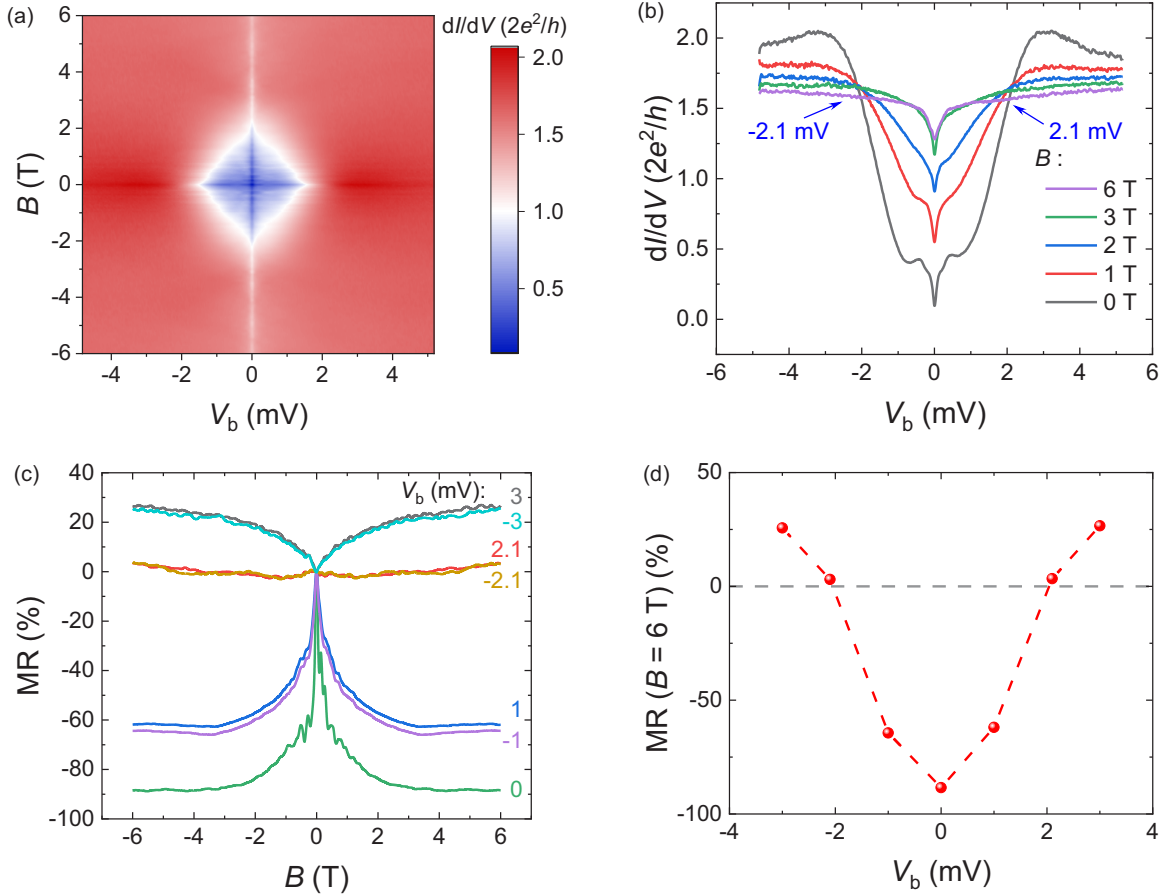 (a)
dI/dV (2e²/h)
6
4
2
0
-2
-4
-6
B (T)
-4 -2 0 2 4
V_b (mV)
2.0
1.5
1.0
0.5
(b)
2.0
1.5
1.0
0.5
0.0
dI/dV (2e²/h)
-2.1 mV
2.1 mV
B :
6 T
3 T
2 T
1 T
0 T
-6 -4 -2 0 2 4 6
V_b (mV)
(c)
40
20
0
-20
-40
-60
-80
-100
MR (%)
V_b (mV): 3
-3
2.1
-2.1
1
-1
0
-6 -4 -2 0 2 4 6
B (T)
(d)
50
0
-50
-100
MR (B = 6 T) (%)
-4 -2 0 2 4
V_b (mV)